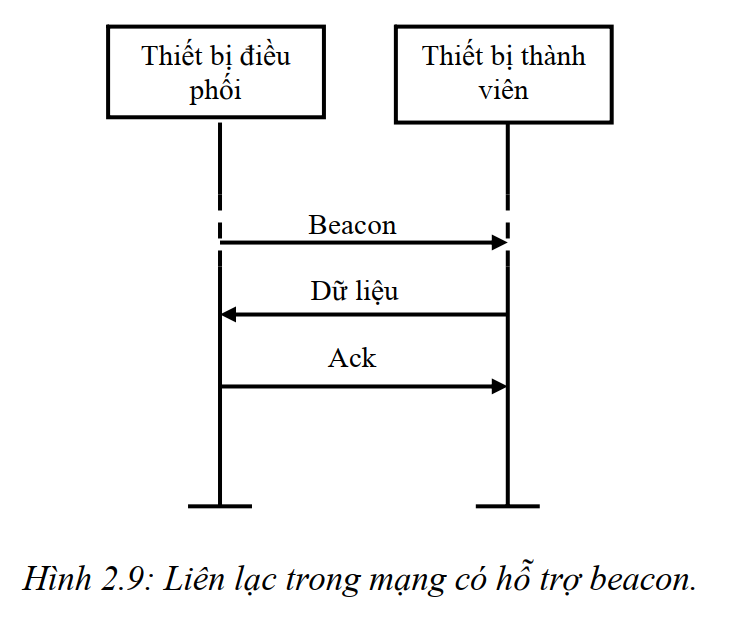 Thiết bị điều
phối
Thiết bị thành
viên
Beacon
Dữ liệu
Ack
Hình 2.9: Liên lạc trong mạng có hỗ trợ beacon.